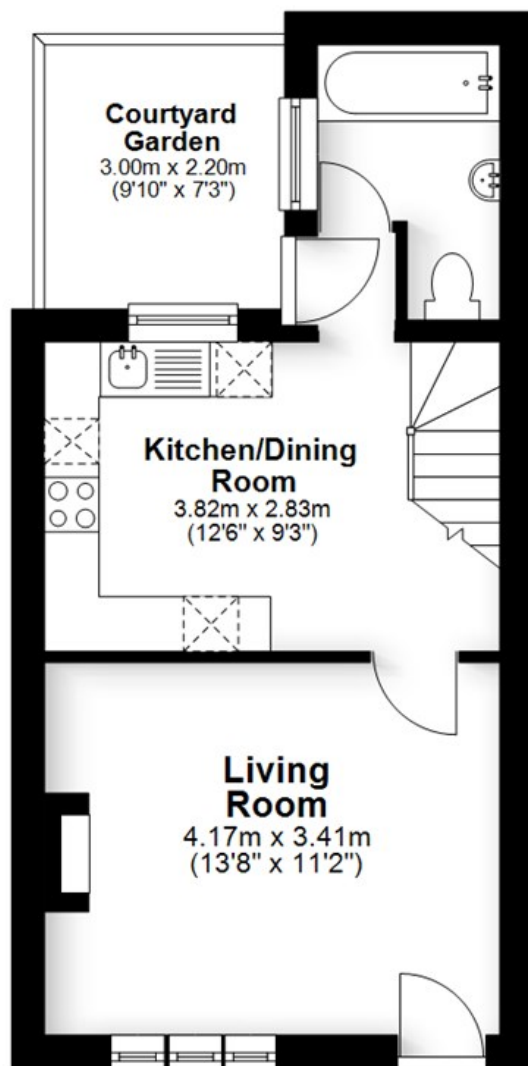 Courtyard
Garden
3.00m x 2.20m
(9'10" x 7'3")
Kitchen/Dining
Room
3.82m x 2.83m
(12'6" x 9'3")
Living
Room
4.17m x 3.41m
(13'8" x 11'2")